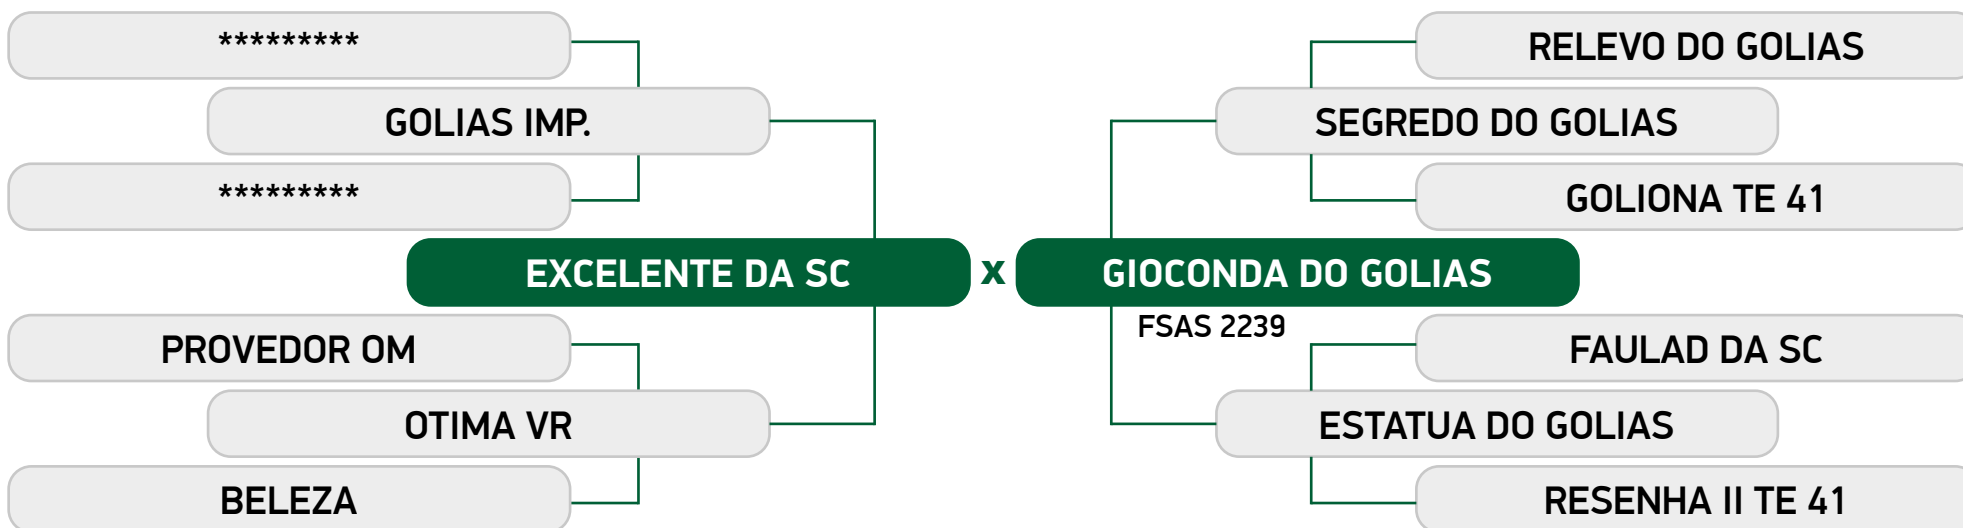 *********
RELEVO DO GOLIAS
GOLIAS IMP.
SEGREDO DO GOLIAS
*********
GOLIONA TE 41
EXCELENTE DA SC
x
GIOCONDA DO GOLIAS
FSAS 2239
PROVEDOR OM
FAULAD DA SC
OTIMA VR
ESTATUA DO GOLIAS
BELEZA
RESENHA II TE 41